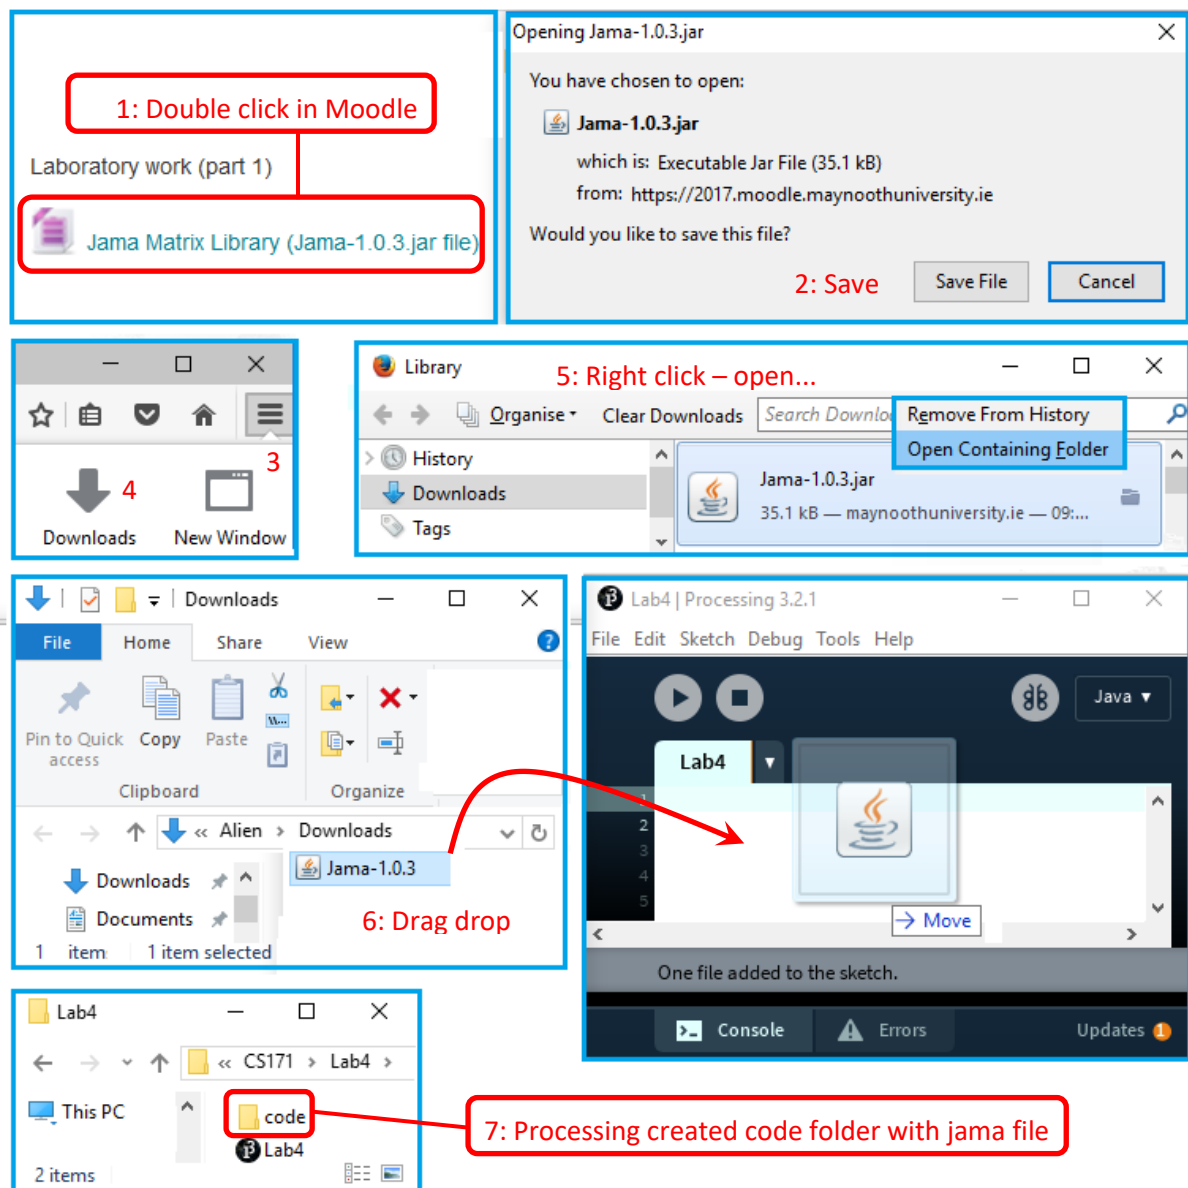 1: Double click in Moodle
Laboratory work (part 1)
Jama Matrix Library (Jama-1.0.3.jar file)
Opening Jama-1.0.3.jar
You have chosen to open:
Jama-1.0.3.jar
which is: Executable Jar File (35.1 kB)
from: https://2017.moodle.maynoothuniversity.ie
Would you like to save this file?
2: Save
Save File
Cancel
3
4
Downloads
New Window
Library
5: Right click – open...
Organise
Clear Downloads
Search Downlo
Remove From History
Open Containing Folder
History
Downloads
Tags
Jama-1.0.3.jar
35.1 kB — maynoothuniversity.ie — 09:...
Downloads
File Home Share View
Pin to Quick access
Copy
Paste
Clipboard
Organize
« Alien > Downloads
Downloads
Documents
Jama-1.0.3
6: Drag drop
1 item
1 item selected
Lab4 | Processing 3.2.1
File Edit Sketch Debug Tools Help
Java
Lab4
1
2
3
4
5
Move
One file added to the sketch.
Console
Errors
Updates 1
Lab4
« CS171 > Lab4 >
This PC
code
Lab4
2 items
7: Processing created code folder with jama file